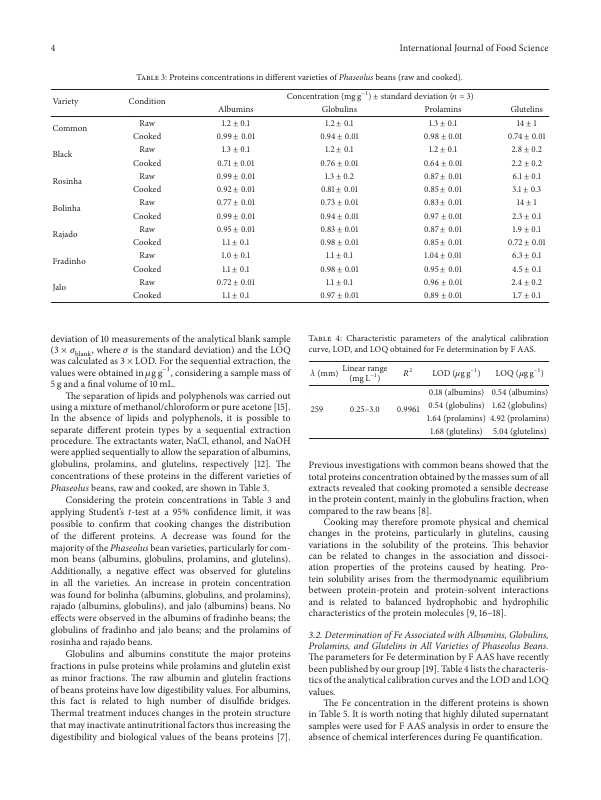 4 International Journal of Food Science
Table 3: Proteins concentrations in different varieties of Phaseolus beans (raw and cooked).
Variety Condition Concentration (mg g−1) ± standard deviation (n = 3)
Albumins Globulins Prolamins Glutelins
Common Raw 1.2 ± 0.1 1.2 ± 0.1 1.3 ± 0.1 14 ± 1
Cooked 0.99 ± 0.01 0.94 ± 0.01 0.98 ± 0.01 0.74 ± 0.01
Black Raw 1.3 ± 0.1 1.2 ± 0.1 1.2 ± 0.1 2.8 ± 0.2
Cooked 0.71 ± 0.01 0.76 ± 0.01 0.64 ± 0.01 2.2 ± 0.2
Rosinha Raw 0.99 ± 0.01 1.3 ± 0.2 0.87 ± 0.01 6.1 ± 0.1
Cooked 0.92 ± 0.01 0.81 ± 0.01 0.85 ± 0.01 3.1 ± 0.3
Bolinha Raw 0.77 ± 0.01 0.73 ± 0.01 0.83 ± 0.01 14 ± 1
Cooked 0.99 ± 0.01 0.94 ± 0.01 0.97 ± 0.01 2.3 ± 0.1
Rajado Raw 0.95 ± 0.01 0.83 ± 0.01 0.87 ± 0.01 1.9 ± 0.1
Cooked 1.1 ± 0.1 0.98 ± 0.01 0.85 ± 0.01 0.72 ± 0.01
Fradinho Raw 1.0 ± 0.1 1.1 ± 0.1 1.04 ± 0.01 6.3 ± 0.1
Cooked 1.1 ± 0.1 0.98 ± 0.01 0.95 ± 0.01 4.5 ± 0.1
Jalo Raw 0.72 ± 0.01 1.1 ± 0.1 0.96 ± 0.01 2.4 ± 0.2
Cooked 1.1 ± 0.1 0.97 ± 0.01 0.89 ± 0.01 1.7 ± 0.1
deviation of 10 measurements of the analytical blank sample
(3 × σblank, where σ is the standard deviation) and the LOQ
was calculated as 3 × LOD. For the sequential extraction, the
values were obtained in μg g−1, considering a sample mass of
5 g and a final volume of 10 mL.
The separation of lipids and polyphenols was carried out
using a mixture of methanol/chloroform or pure acetone [15].
In the absence of lipids and polyphenols, it is possible to
separate different protein types by a sequential extraction
procedure. The extractants water, NaCl, ethanol, and NaOH
were applied sequentially to allow the separation of albumins,
globulins, prolamins, and glutelins, respectively [12]. The
concentrations of these proteins in the different varieties of
Phaseolus beans, raw and cooked, are shown in Table 3.
Considering the protein concentrations in Table 3 and
applying Student's t-test at a 95% confidence limit, it was
possible to confirm that cooking changes the distribution
of the different proteins. A decrease was found for the
majority of the Phaseolus bean varieties, particularly for com-
mon beans (albumins, globulins, prolamins, and glutelins).
Additionally, a negative effect was observed for glutelins
in all the varieties. An increase in protein concentration
was found for bolinha (albumins, globulins, and prolamins),
rajado (albumins, globulins), and jalo (albumins) beans. No
effects were observed in the albumins of fradinho beans; the
globulins of fradinho and jalo beans; and the prolamins of
rosinha and rajado beans.
Globulins and albumins constitute the major proteins
fractions in pulse proteins while prolamins and glutelin exist
as minor fractions. The raw albumin and glutelin fractions
of beans proteins have low digestibility values. For albumins,
this fact is related to high number of disulfide bridges.
Thermal treatment induces changes in the protein structure
that may inactivate antinutritional factors thus increasing the
digestibility and biological values of the beans proteins [7].
Table 4: Characteristic parameters of the analytical calibration
curve, LOD, and LOQ obtained for Fe determination by F AAS.
λ (mm) Linear range (mg L−1) R2 LOD (μg g−1) LOQ (μg g−1)
0.18 (albumins) 0.54 (albumins)
0.54 (globulins) 1.62 (globulins)
259 0.25–3.0 0.9961
1.64 (prolamins) 4.92 (prolamins)
1.68 (glutelins) 5.04 (glutelins)
Previous investigations with common beans showed that the
total proteins concentration obtained by the masses sum of all
extracts revealed that cooking promoted a sensible decrease
in the protein content, mainly in the globulins fraction, when
compared to the raw beans [8].
Cooking may therefore promote physical and chemical
changes in the proteins, particularly in glutelins, causing
variations in the solubility of the proteins. This behavior
can be related to changes in the association and dissoci-
ation properties of the proteins caused by heating. Pro-
tein solubility arises from the thermodynamic equilibrium
between protein-protein and protein-solvent interactions
and is related to balanced hydrophobic and hydrophilic
characteristics of the protein molecules [9, 16–18].
3.2. Determination of Fe Associated with Albumins, Globulins,
Prolamins, and Glutelins in All Varieties of Phaseolus Beans.
The parameters for Fe determination by F AAS have recently
been published by our group [19]. Table 4 lists the characteris-
tics of the analytical calibration curves and the LOD and LOQ
values.
The Fe concentration in the different proteins is shown
in Table 5. It is worth noting that highly diluted supernatant
samples were used for F AAS analysis in order to ensure the
absence of chemical interferences during Fe quantification.